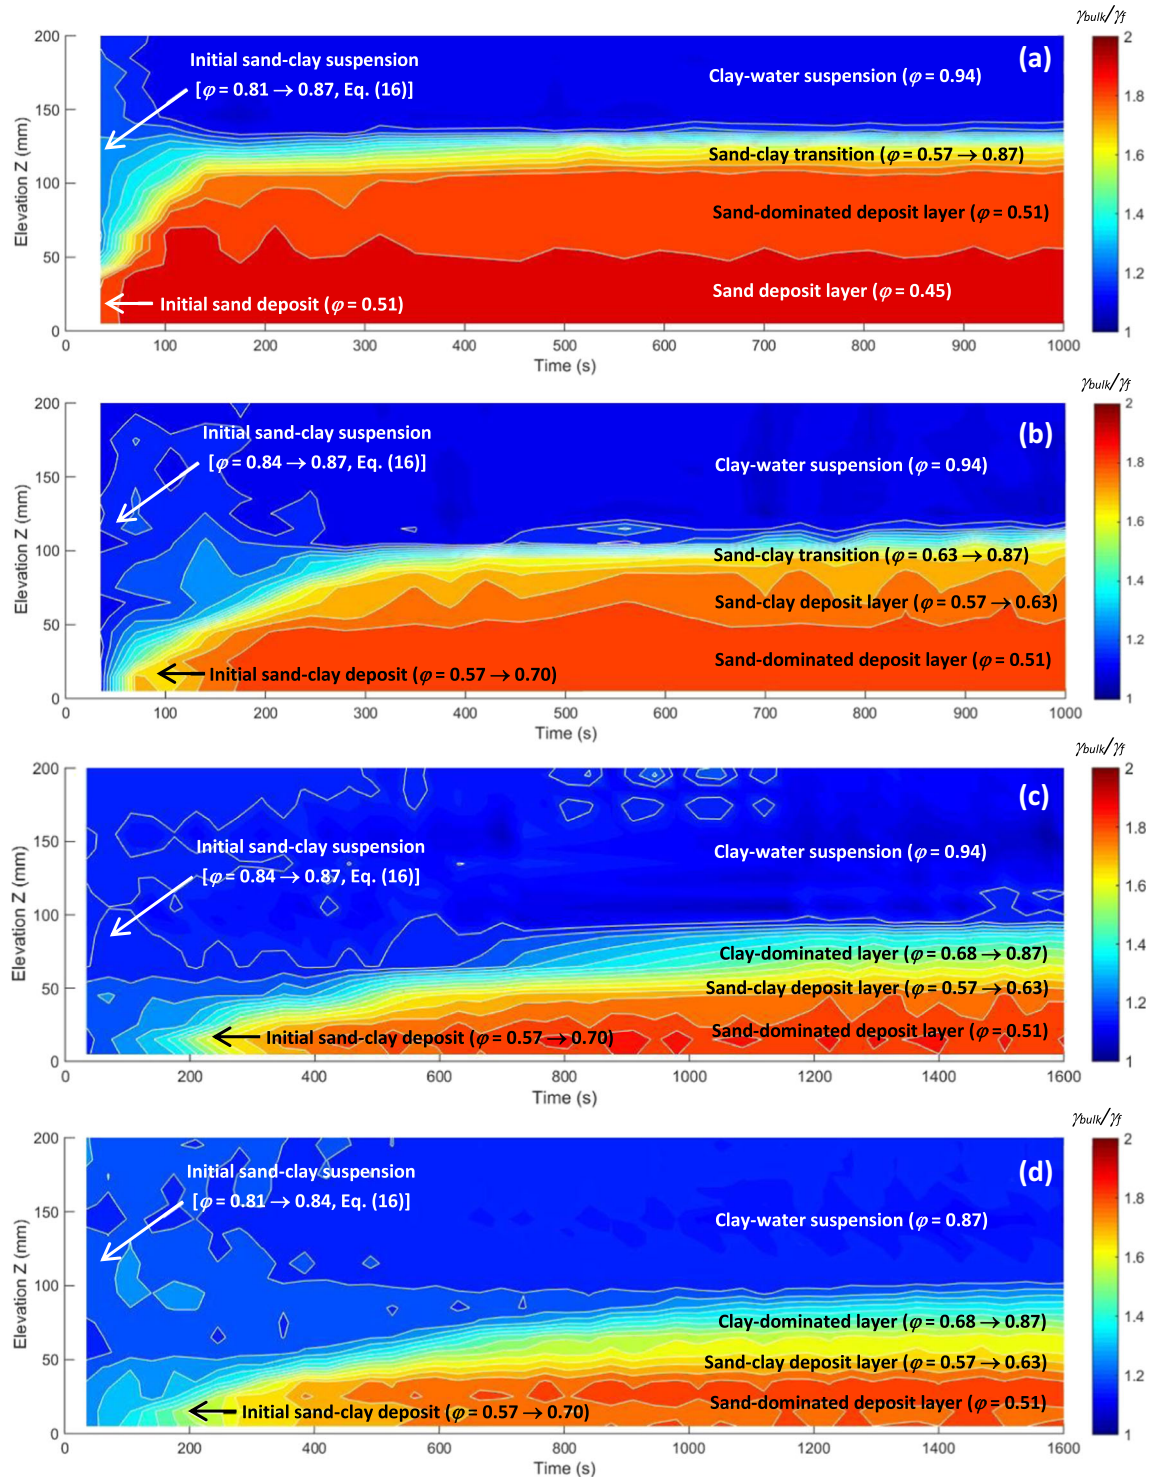 γbulk/γf
(a)
Elevation Z (mm)
200
150
100
50
0
Initial sand-clay suspension
[φ = 0.81 → 0.87, Eq. (16)]
Clay-water suspension (φ = 0.94)
Sand-clay transition (φ = 0.57 → 0.87)
Sand-dominated deposit layer (φ = 0.51)
Sand deposit layer (φ = 0.45)
Initial sand deposit (φ = 0.51)
2
1.8
1.6
1.4
1.2
1
0 100 200 300 400 500 600 700 800 900 1000
Time (s)
γbulk/γf
(b)
Elevation Z (mm)
200
150
100
50
0
Initial sand-clay suspension
[φ = 0.84 → 0.87, Eq. (16)]
Clay-water suspension (φ = 0.94)
Sand-clay transition (φ = 0.63 → 0.87)
Sand-clay deposit layer (φ = 0.57 → 0.63)
Sand-dominated deposit layer (φ = 0.51)
Initial sand-clay deposit (φ = 0.57 → 0.70)
2
1.8
1.6
1.4
1.2
1
0 100 200 300 400 500 600 700 800 900 1000
Time (s)
γbulk/γf
(c)
Elevation Z (mm)
200
150
100
50
0
Initial sand-clay suspension
[φ = 0.84 → 0.87, Eq. (16)]
Clay-water suspension (φ = 0.94)
Clay-dominated layer (φ = 0.68 → 0.87)
Sand-clay deposit layer (φ = 0.57 → 0.63)
Sand-dominated deposit layer (φ = 0.51)
Initial sand-clay deposit (φ = 0.57 → 0.70)
2
1.8
1.6
1.4
1.2
1
0 200 400 600 800 1000 1200 1400 1600
Time (s)
γbulk/γf
(d)
Elevation Z (mm)
200
150
100
50
0
Initial sand-clay suspension
[φ = 0.81 → 0.84, Eq. (16)]
Clay-water suspension (φ = 0.87)
Clay-dominated layer (φ = 0.68 → 0.87)
Sand-clay deposit layer (φ = 0.57 → 0.63)
Sand-dominated deposit layer (φ = 0.51)
Initial sand-clay deposit (φ = 0.57 → 0.70)
2
1.8
1.6
1.4
1.2
1
0 200 400 600 800 1000 1200 1400 1600
Time (s)